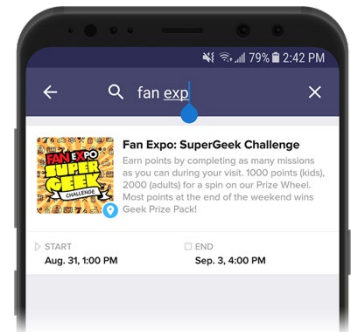 79% 2:42 PM
fan exp
FAN EXPO
SUPER
GEEK
CHALLENGE
Fan Expo: SuperGeek Challenge
Earn points by completing as many missions
as you can during your visit. 1000 points (kids),
2000 (adults) for a spin on our Prize Wheel.
Most points at the end of the weekend wins
Geek Prize Pack!
START
Aug. 31, 1:00 PM
END
Sep. 3, 4:00 PM